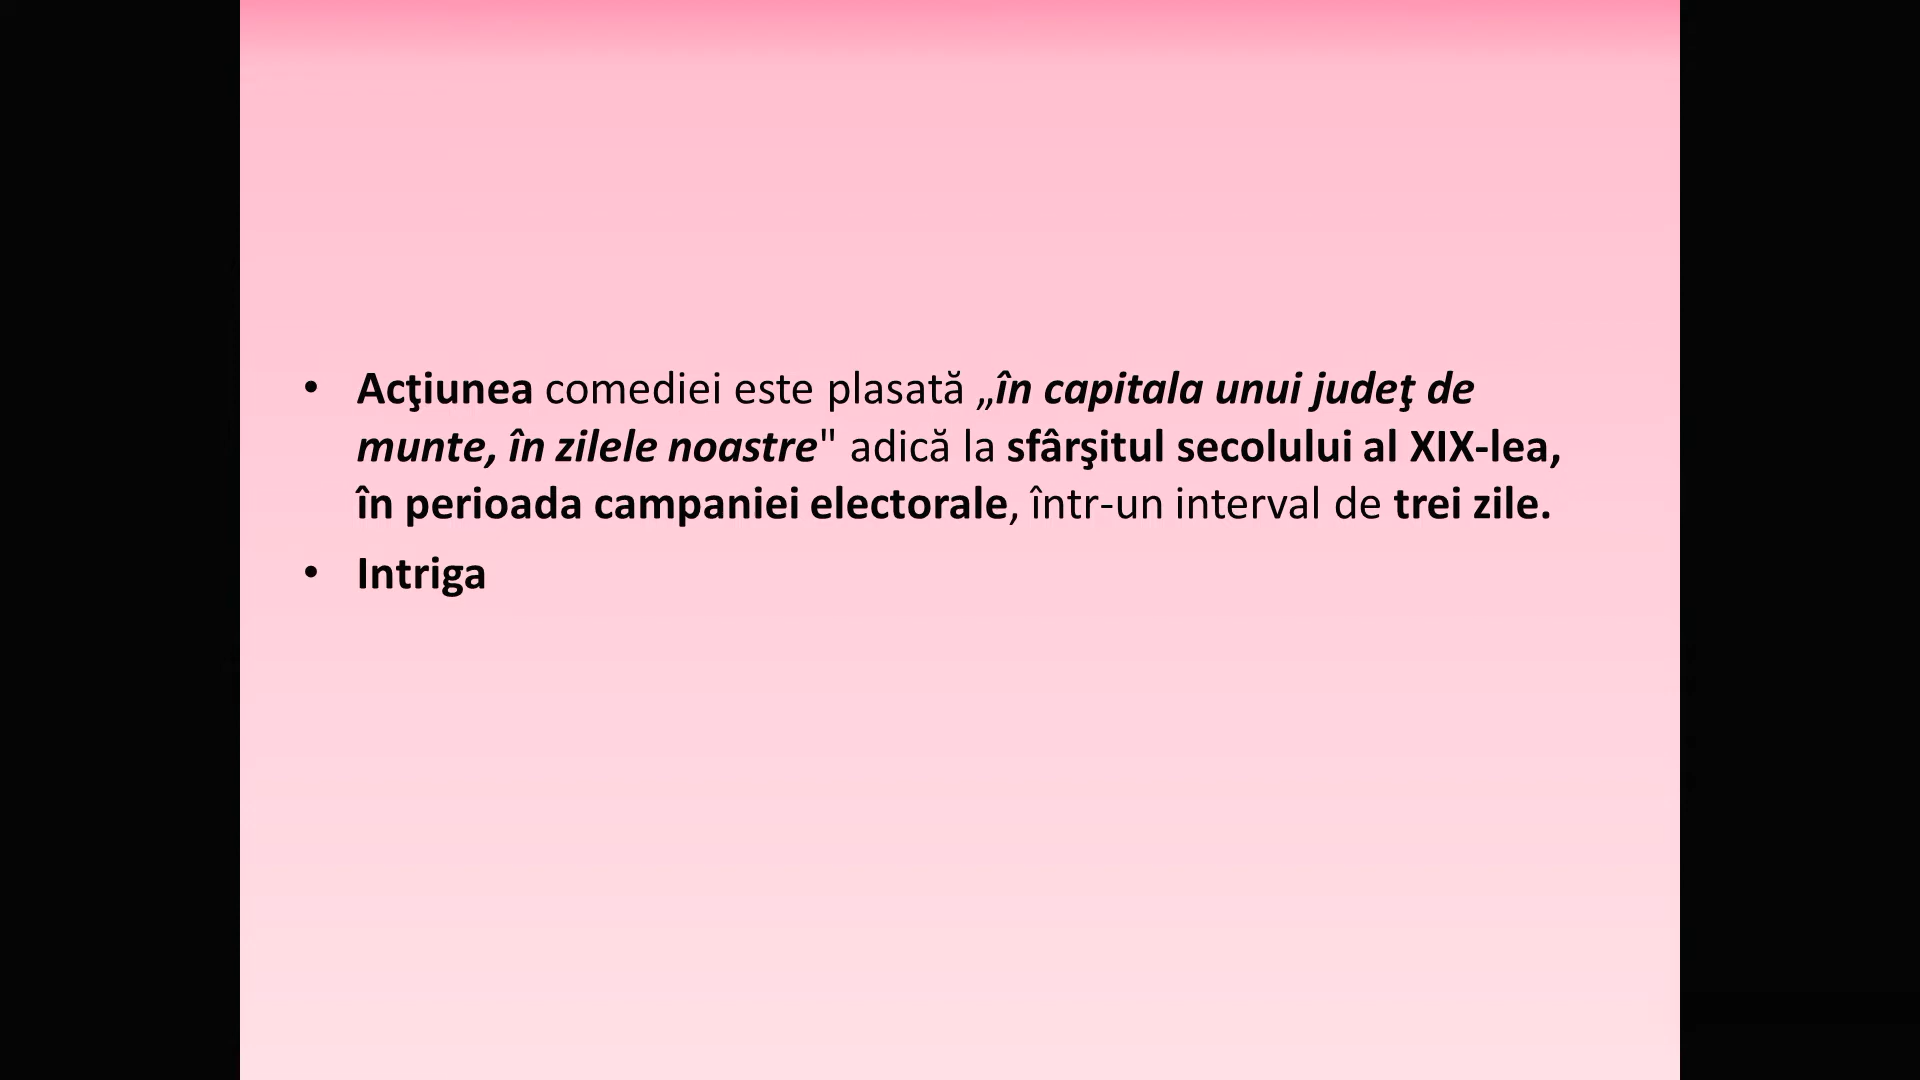 • Acţiunea comediei este plasată „în capitala unui judeţ de
munte, în zilele noastre" adică la sfârşitul secolului al XIX-lea,
în perioada campaniei electorale, într-un interval de trei zile.
• Intriga